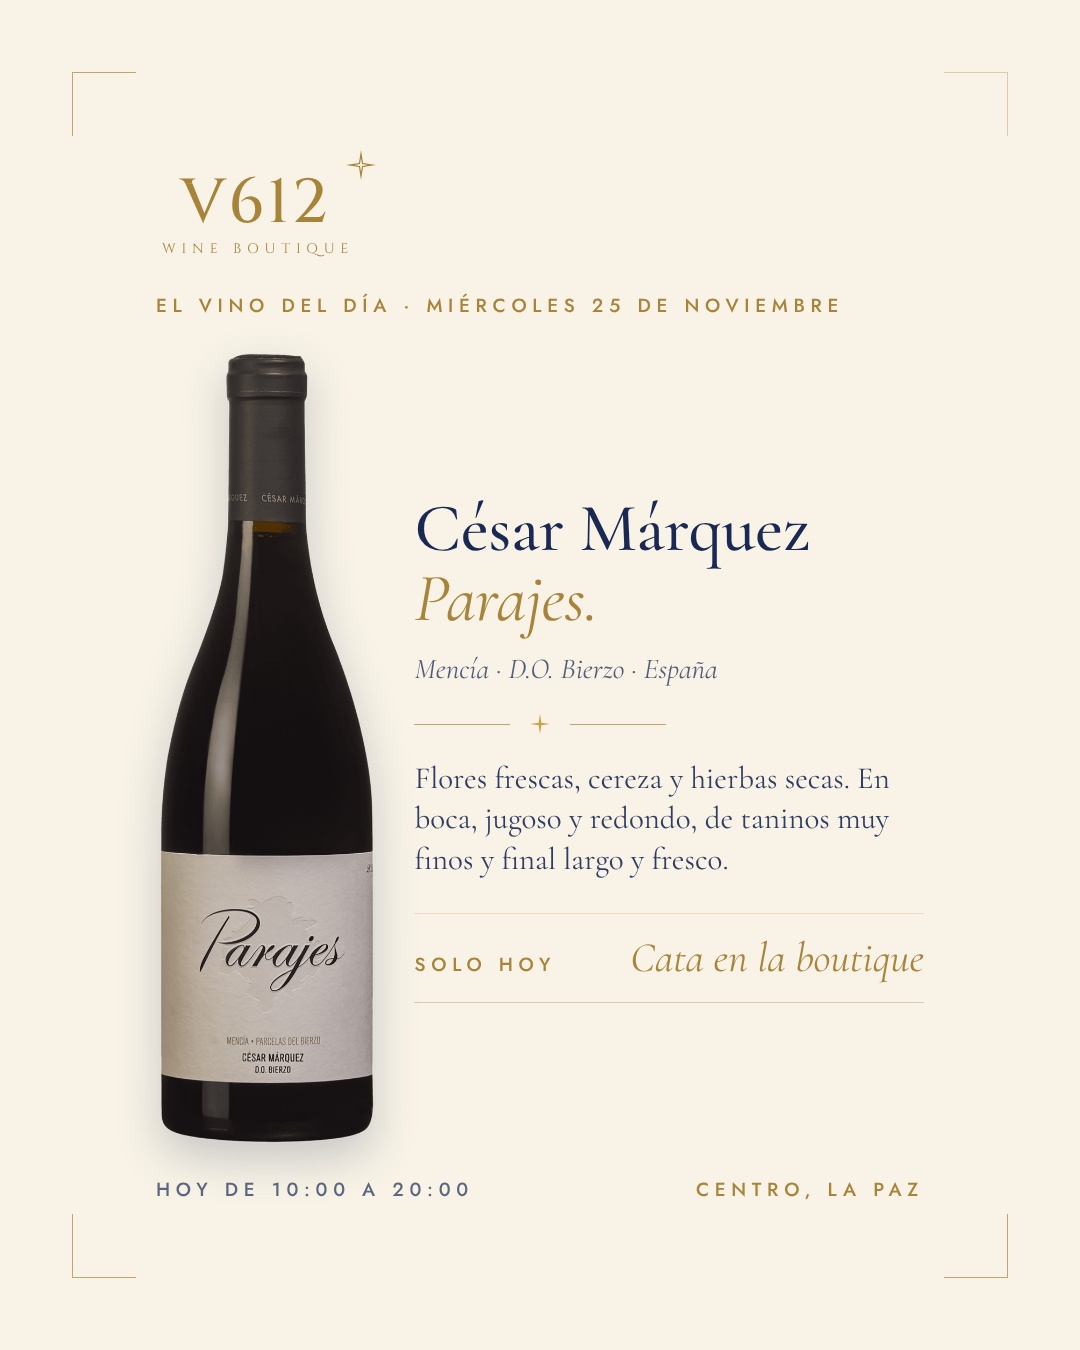 V612
WINE BOUTIQUE
EL VINO DEL DÍA · MIÉRCOLES 25 DE NOVIEMBRE
CÉSAR
César Márquez
Parajes.
Mencía · D.O. Bierzo · España
Flores frescas, cereza y hierbas secas. En
boca, jugoso y redondo, de taninos muy
finos y final largo y fresco.
SOLO HOY
Cata en la boutique
Parajes
MENCÍA • PARCELAS DEL BIERZO
CÉSAR MÁRQUEZ
D.O. BIERZO
HOY DE 10:00 A 20:00
CENTRO, LA PAZ